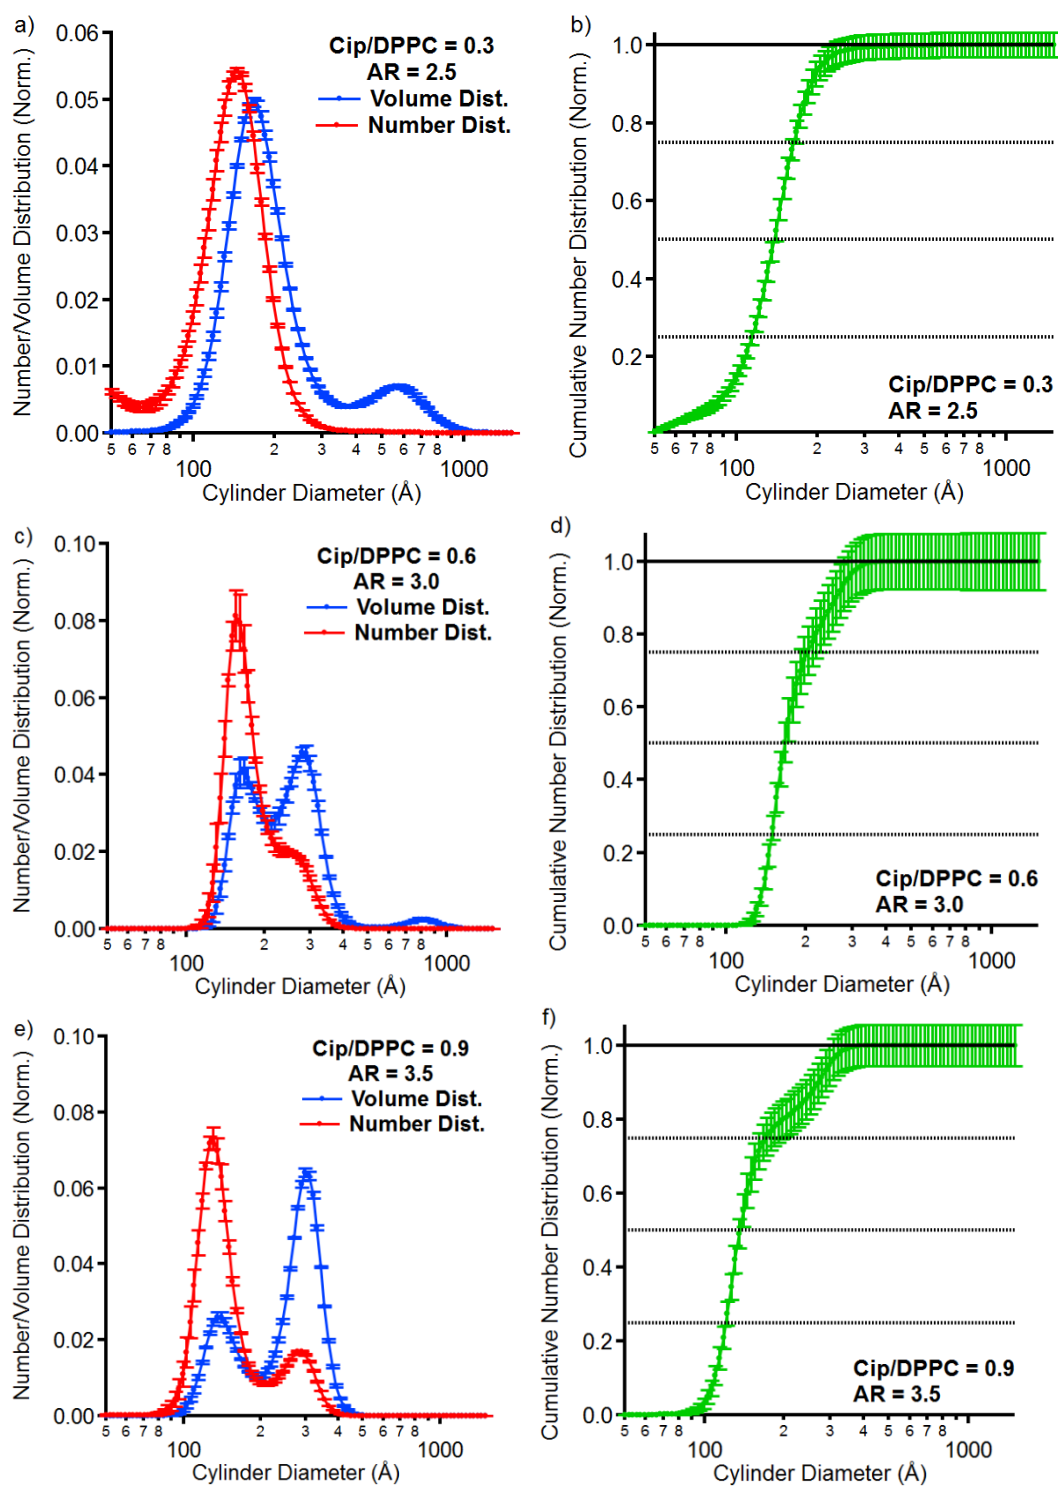 a)
Number/Volume Distribution (Norm.)
0.06
0.05
0.04
0.03
0.02
0.01
0.00
Cip/DPPC = 0.3
AR = 2.5
Volume Dist.
Number Dist.
5 6 7 8 2 3 4 5 6 7 8
100 1000
Cylinder Diameter (Å)
b)
Cumulative Number Distribution (Norm.)
1.0
0.8
0.6
0.4
0.2
Cip/DPPC = 0.3
AR = 2.5
5 6 7 8 2 3 4 5 6 7 8
100 1000
Cylinder Diameter (Å)
c)
Number/Volume Distribution (Norm.)
0.10
0.08
0.06
0.04
0.02
0.00
Cip/DPPC = 0.6
AR = 3.0
Volume Dist.
Number Dist.
5 6 7 8 2 3 4 5 6 7 8
100 1000
Cylinder Diameter (Å)
d)
Cumulative Number Distribution (Norm.)
1.0
0.8
0.6
0.4
0.2
0.0
Cip/DPPC = 0.6
AR = 3.0
5 6 7 8 2 3 4 5 6 7 8
100 1000
Cylinder Diameter (Å)
e)
Number/Volume Distribution (Norm.)
0.10
0.08
0.06
0.04
0.02
0.00
Cip/DPPC = 0.9
AR = 3.5
Volume Dist.
Number Dist.
5 6 7 8 2 3 4 5 6 7 8
100 1000
Cylinder Diameter (Å)
f)
Cumulative Number Distribution (Norm.)
1.0
0.8
0.6
0.4
0.2
0.0
Cip/DPPC = 0.9
AR = 3.5
5 6 7 8 2 3 4 5 6 7 8
100 1000
Cylinder Diameter (Å)